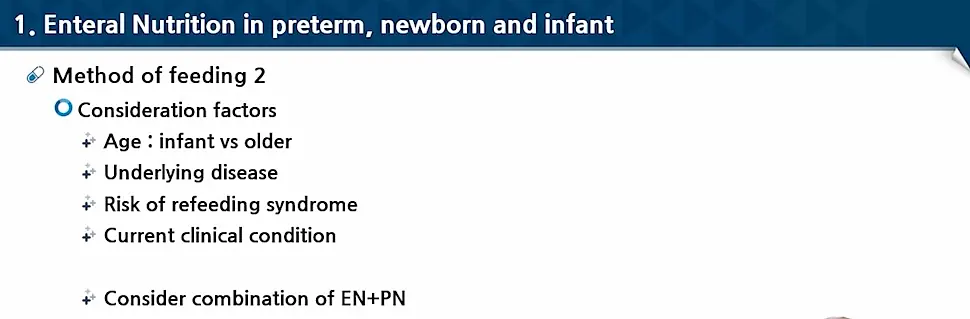 1. Enteral Nutrition in preterm, newborn and infant
Method of feeding 2
Consideration factors
Age : infant vs older
Underlying disease
Risk of refeeding syndrome
Current clinical condition
Consider combination of EN+PN